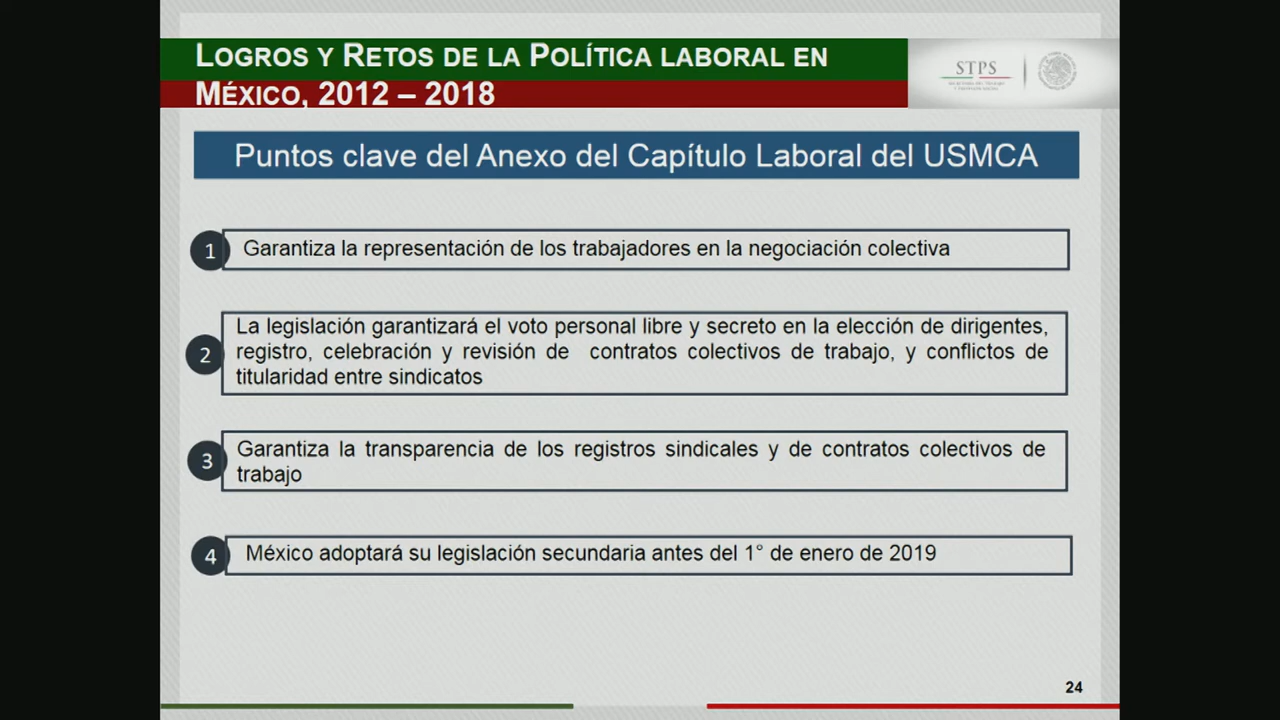 LOGROS Y RETOS DE LA POLÍTICA LABORAL EN
MÉXICO, 2012 – 2018
STPS
Puntos clave del Anexo del Capítulo Laboral del USMCA
1
Garantiza la representación de los trabajadores en la negociación colectiva
2
La legislación garantizará el voto personal libre y secreto en la elección de dirigentes,
registro, celebración y revisión de contratos colectivos de trabajo, y conflictos de
titularidad entre sindicatos
3
Garantiza la transparencia de los registros sindicales y de contratos colectivos de
trabajo
4
México adoptará su legislación secundaria antes del 1° de enero de 2019
24